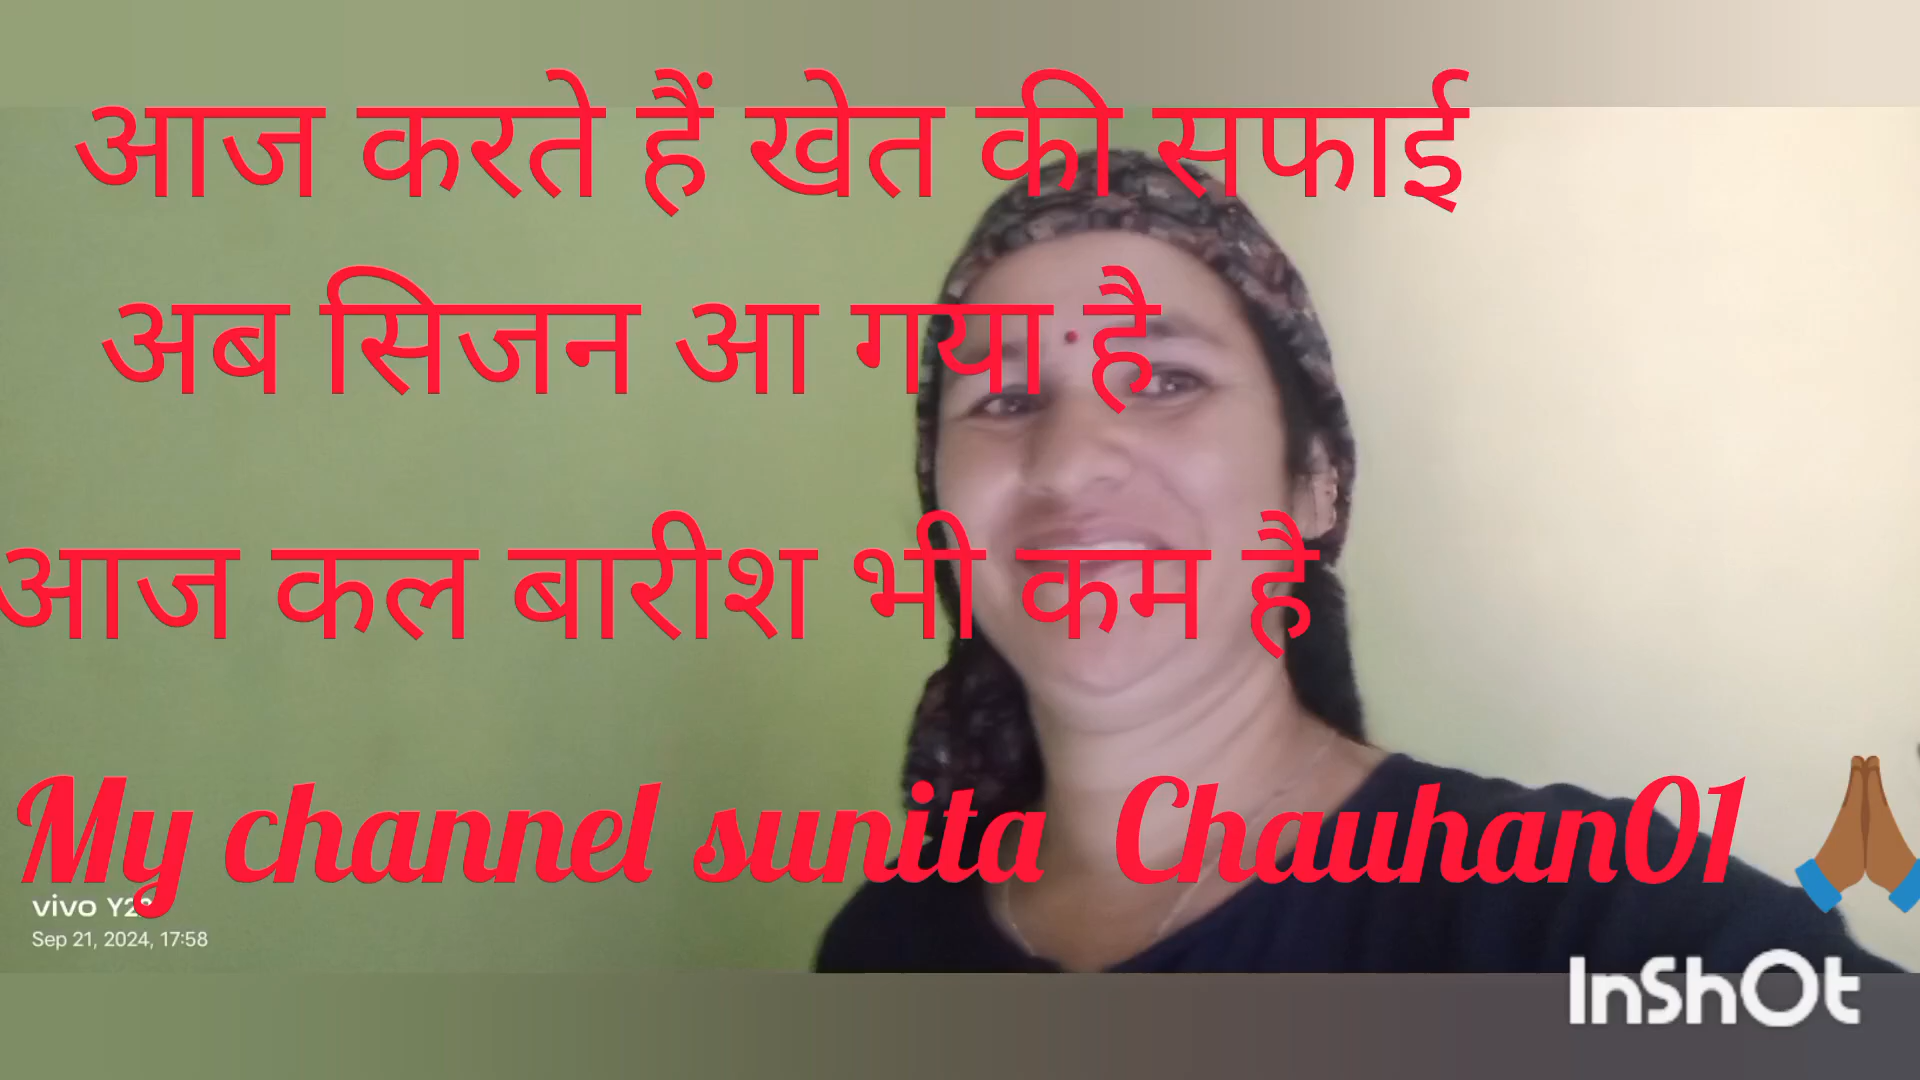 आज करते हैं खेत की सफाई
अब सिजन आ गया है
आज कल बारीश भी कम है
My channel sunita Chauhan01 🙏
vivo
Sep 21, 2024, 17:58
InShOt